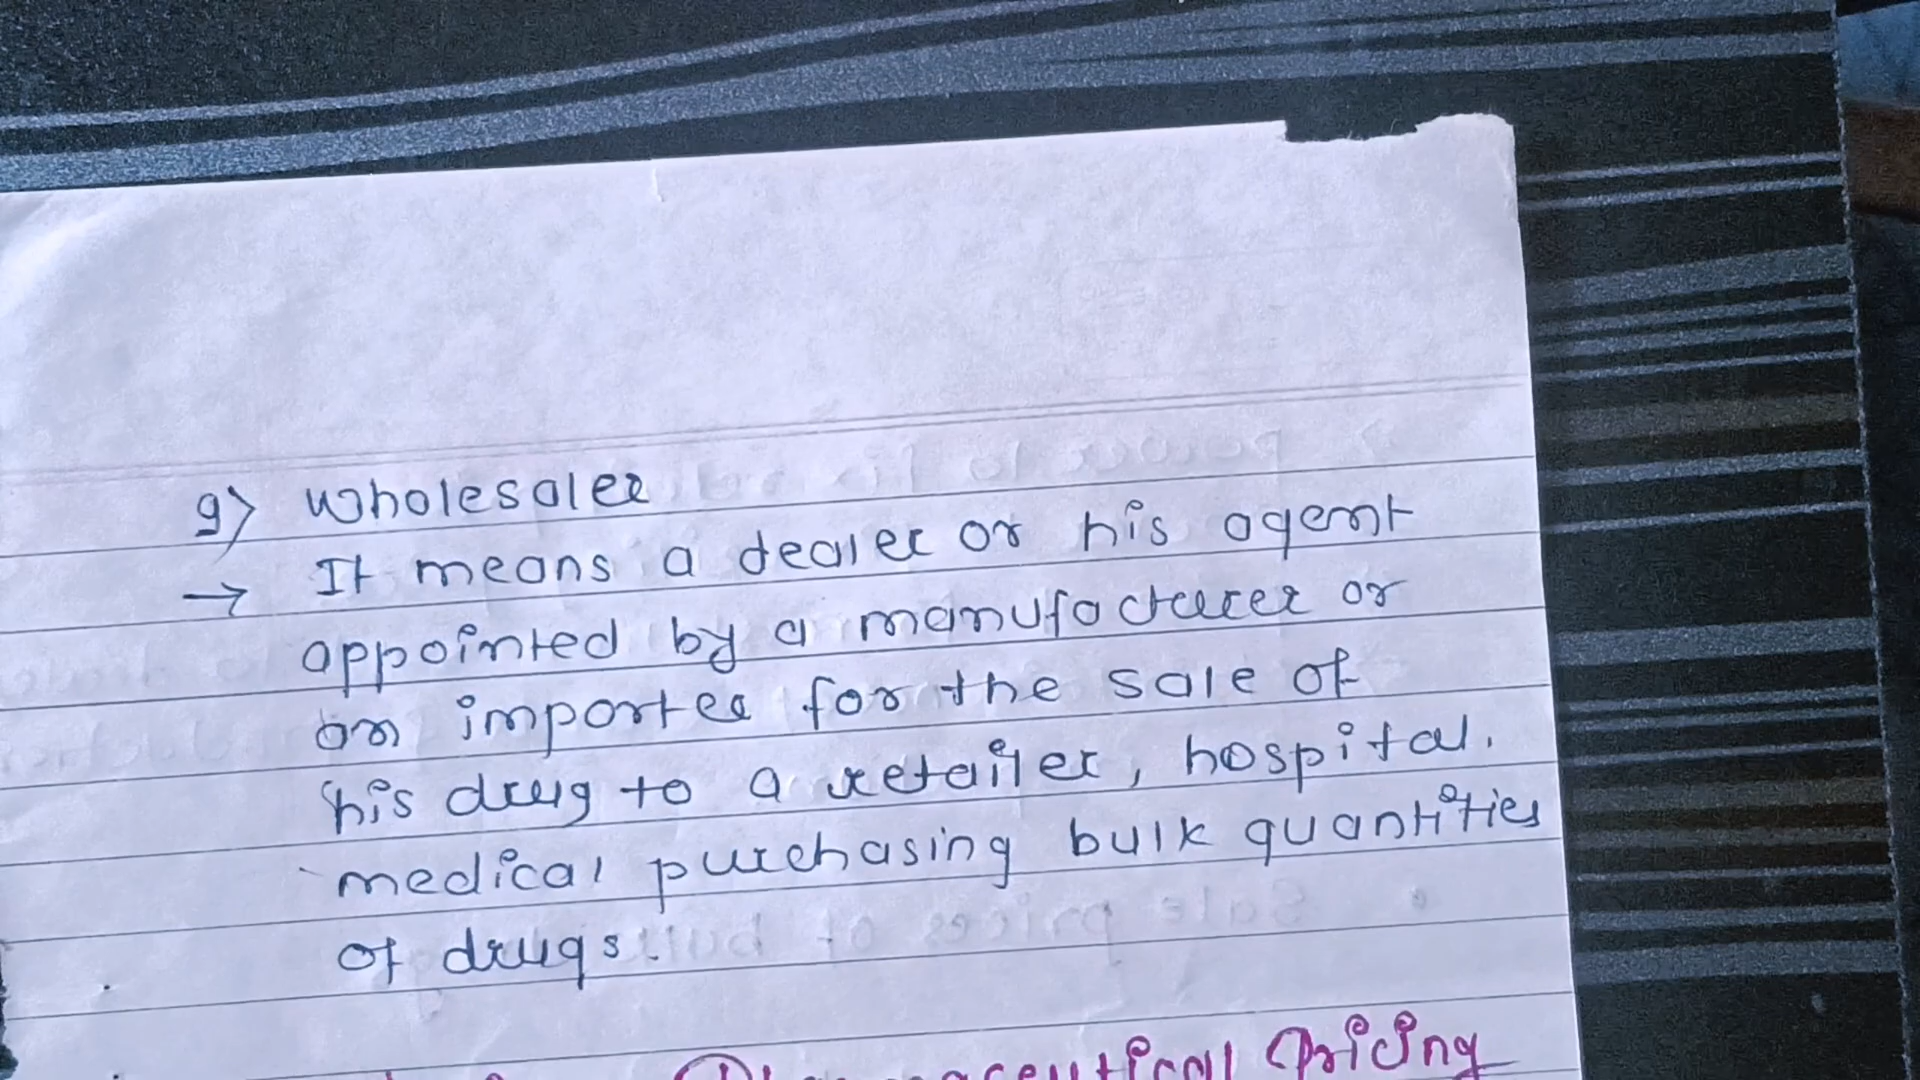 g) Wholesaler
→ It means a dealer or his agent
appointed by a manufacturer or
an importer for the sale of
his drug to a retailer, hospital.
medical purchasing bulk quantities
of drugs.
Pricing